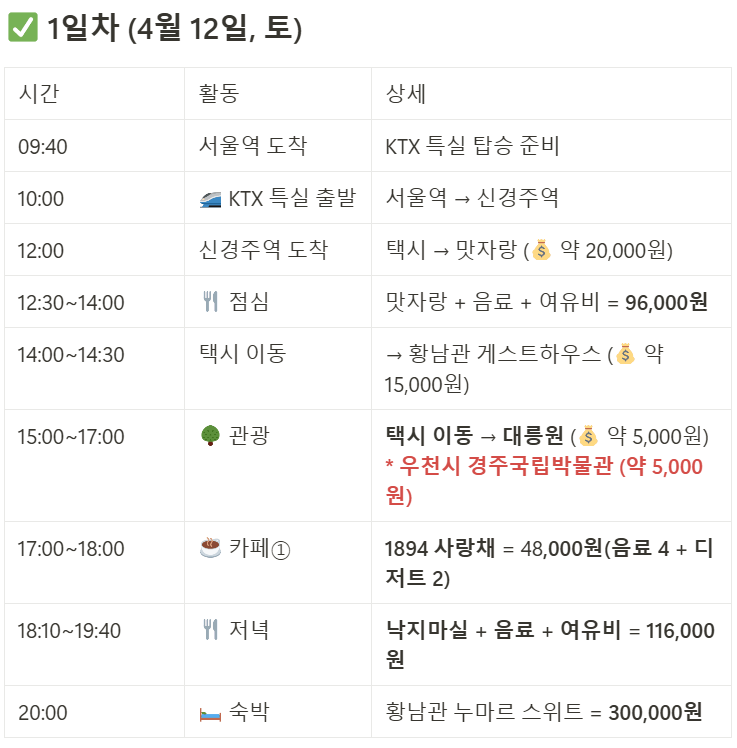 ✅ 1일차 (4월 12일, 토)
시간 활동 상세
09:40 서울역 도착 KTX 특실 탑승 준비
10:00 🚅 KTX 특실 출발 서울역 → 신경주역
12:00 신경주역 도착 택시 → 맛자랑 (💰 약 20,000원)
12:30~14:00 🍴 점심 맛자랑 + 음료 + 여유비 = 96,000원
14:00~14:30 택시 이동 → 황남관 게스트하우스 (💰 약
15,000원)
15:00~17:00 🌳 관광 택시 이동 → 대릉원 (💰 약 5,000원)
* 우천시 경주국립박물관 (약 5,000
원)
17:00~18:00 ☕ 카페① 1894 사랑채 = 48,000원(음료 4 + 디
저트 2)
18:10~19:40 🍴 저녁 낙지마실 + 음료 + 여유비 = 116,000
원
20:00 🛏️ 숙박 황남관 누마르 스위트 = 300,000원